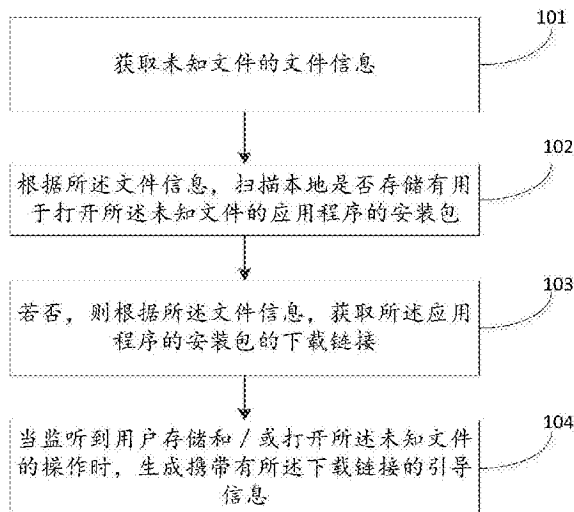 101
获取未知文件的文件信息
102
根据所述文件信息，扫描本地是否存储有用
于打开所述未知文件的应用程序的安装包
103
若否，则根据所述文件信息，获取所述应用
程序的安装包的下载链接
104
当监听到用户存储和／或打开所述未知文件
的操作时，生成携带有所述下载链接的引导
信息